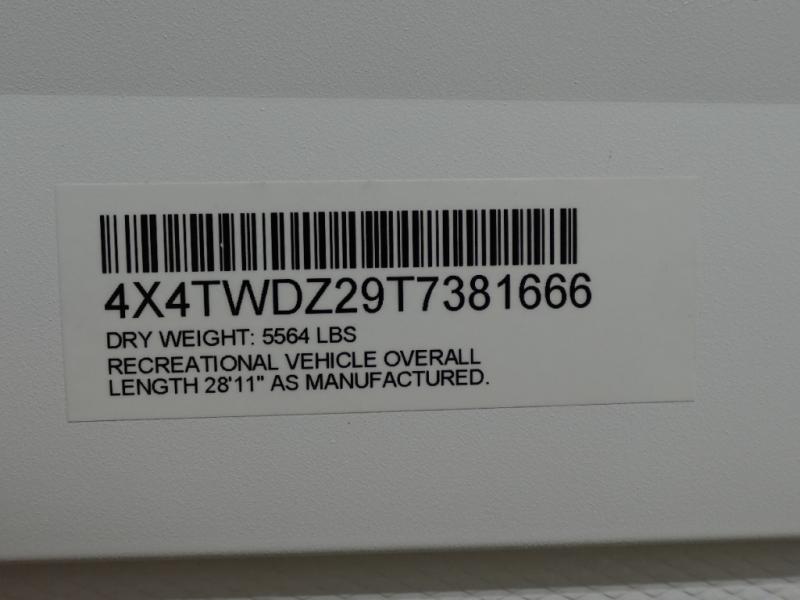 4X4TWDZ29T7381666
DRY WEIGHT: 5564 LBS
RECREATIONAL VEHICLE OVERALL
LENGTH 28'11" AS MANUFACTURED.